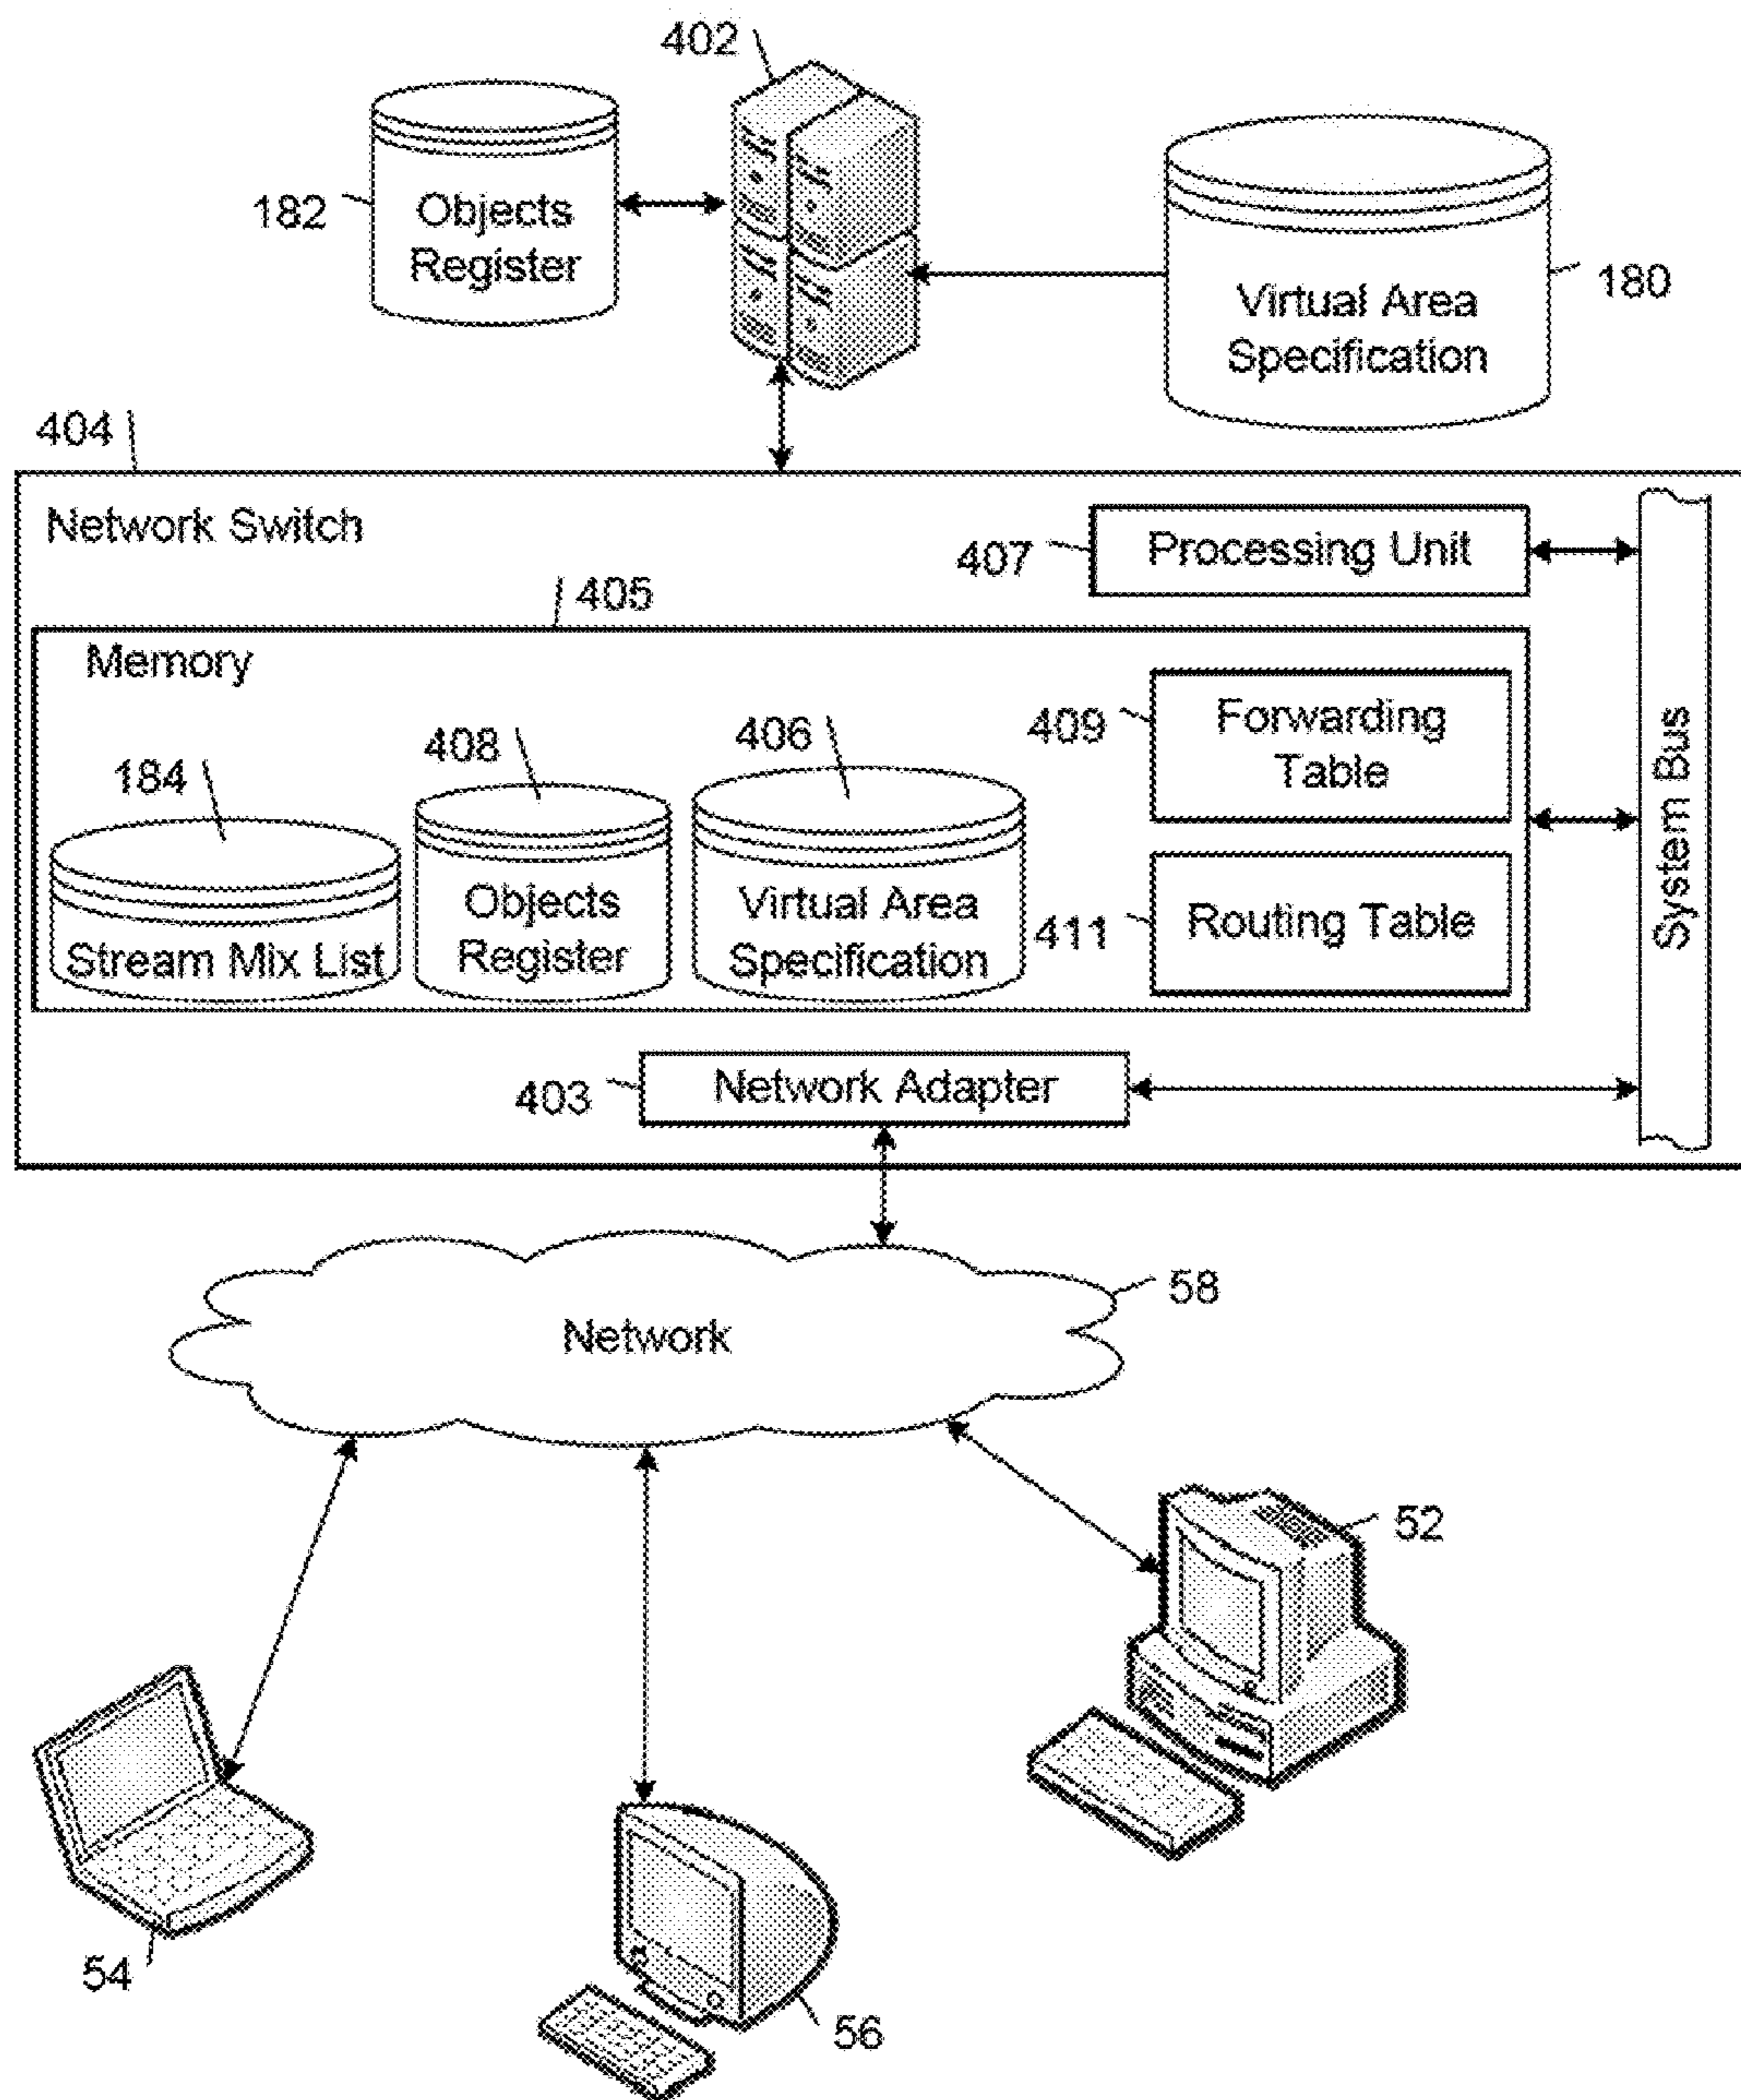 402
182
Objects
Register
Virtual Area
Specification
180
404
Network Switch
407
Processing Unit
405
Memory
System Bus
409
Forwarding
Table
184
408
406
Stream Mix List
Objects
Register
Virtual Area
Specification
411
Routing Table
403
Network Adapter
58
Network
52
54
56